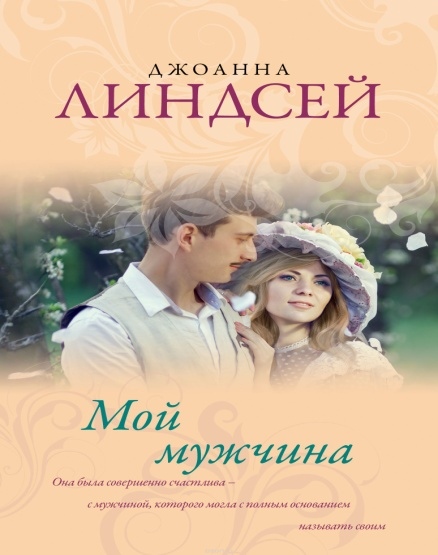 ДЖОАННА
ЛИНДСЕЙ
Мой
мужчина
Она была совершенно счастлива –
с мужчиной, которого могла с полным основанием
называть своим